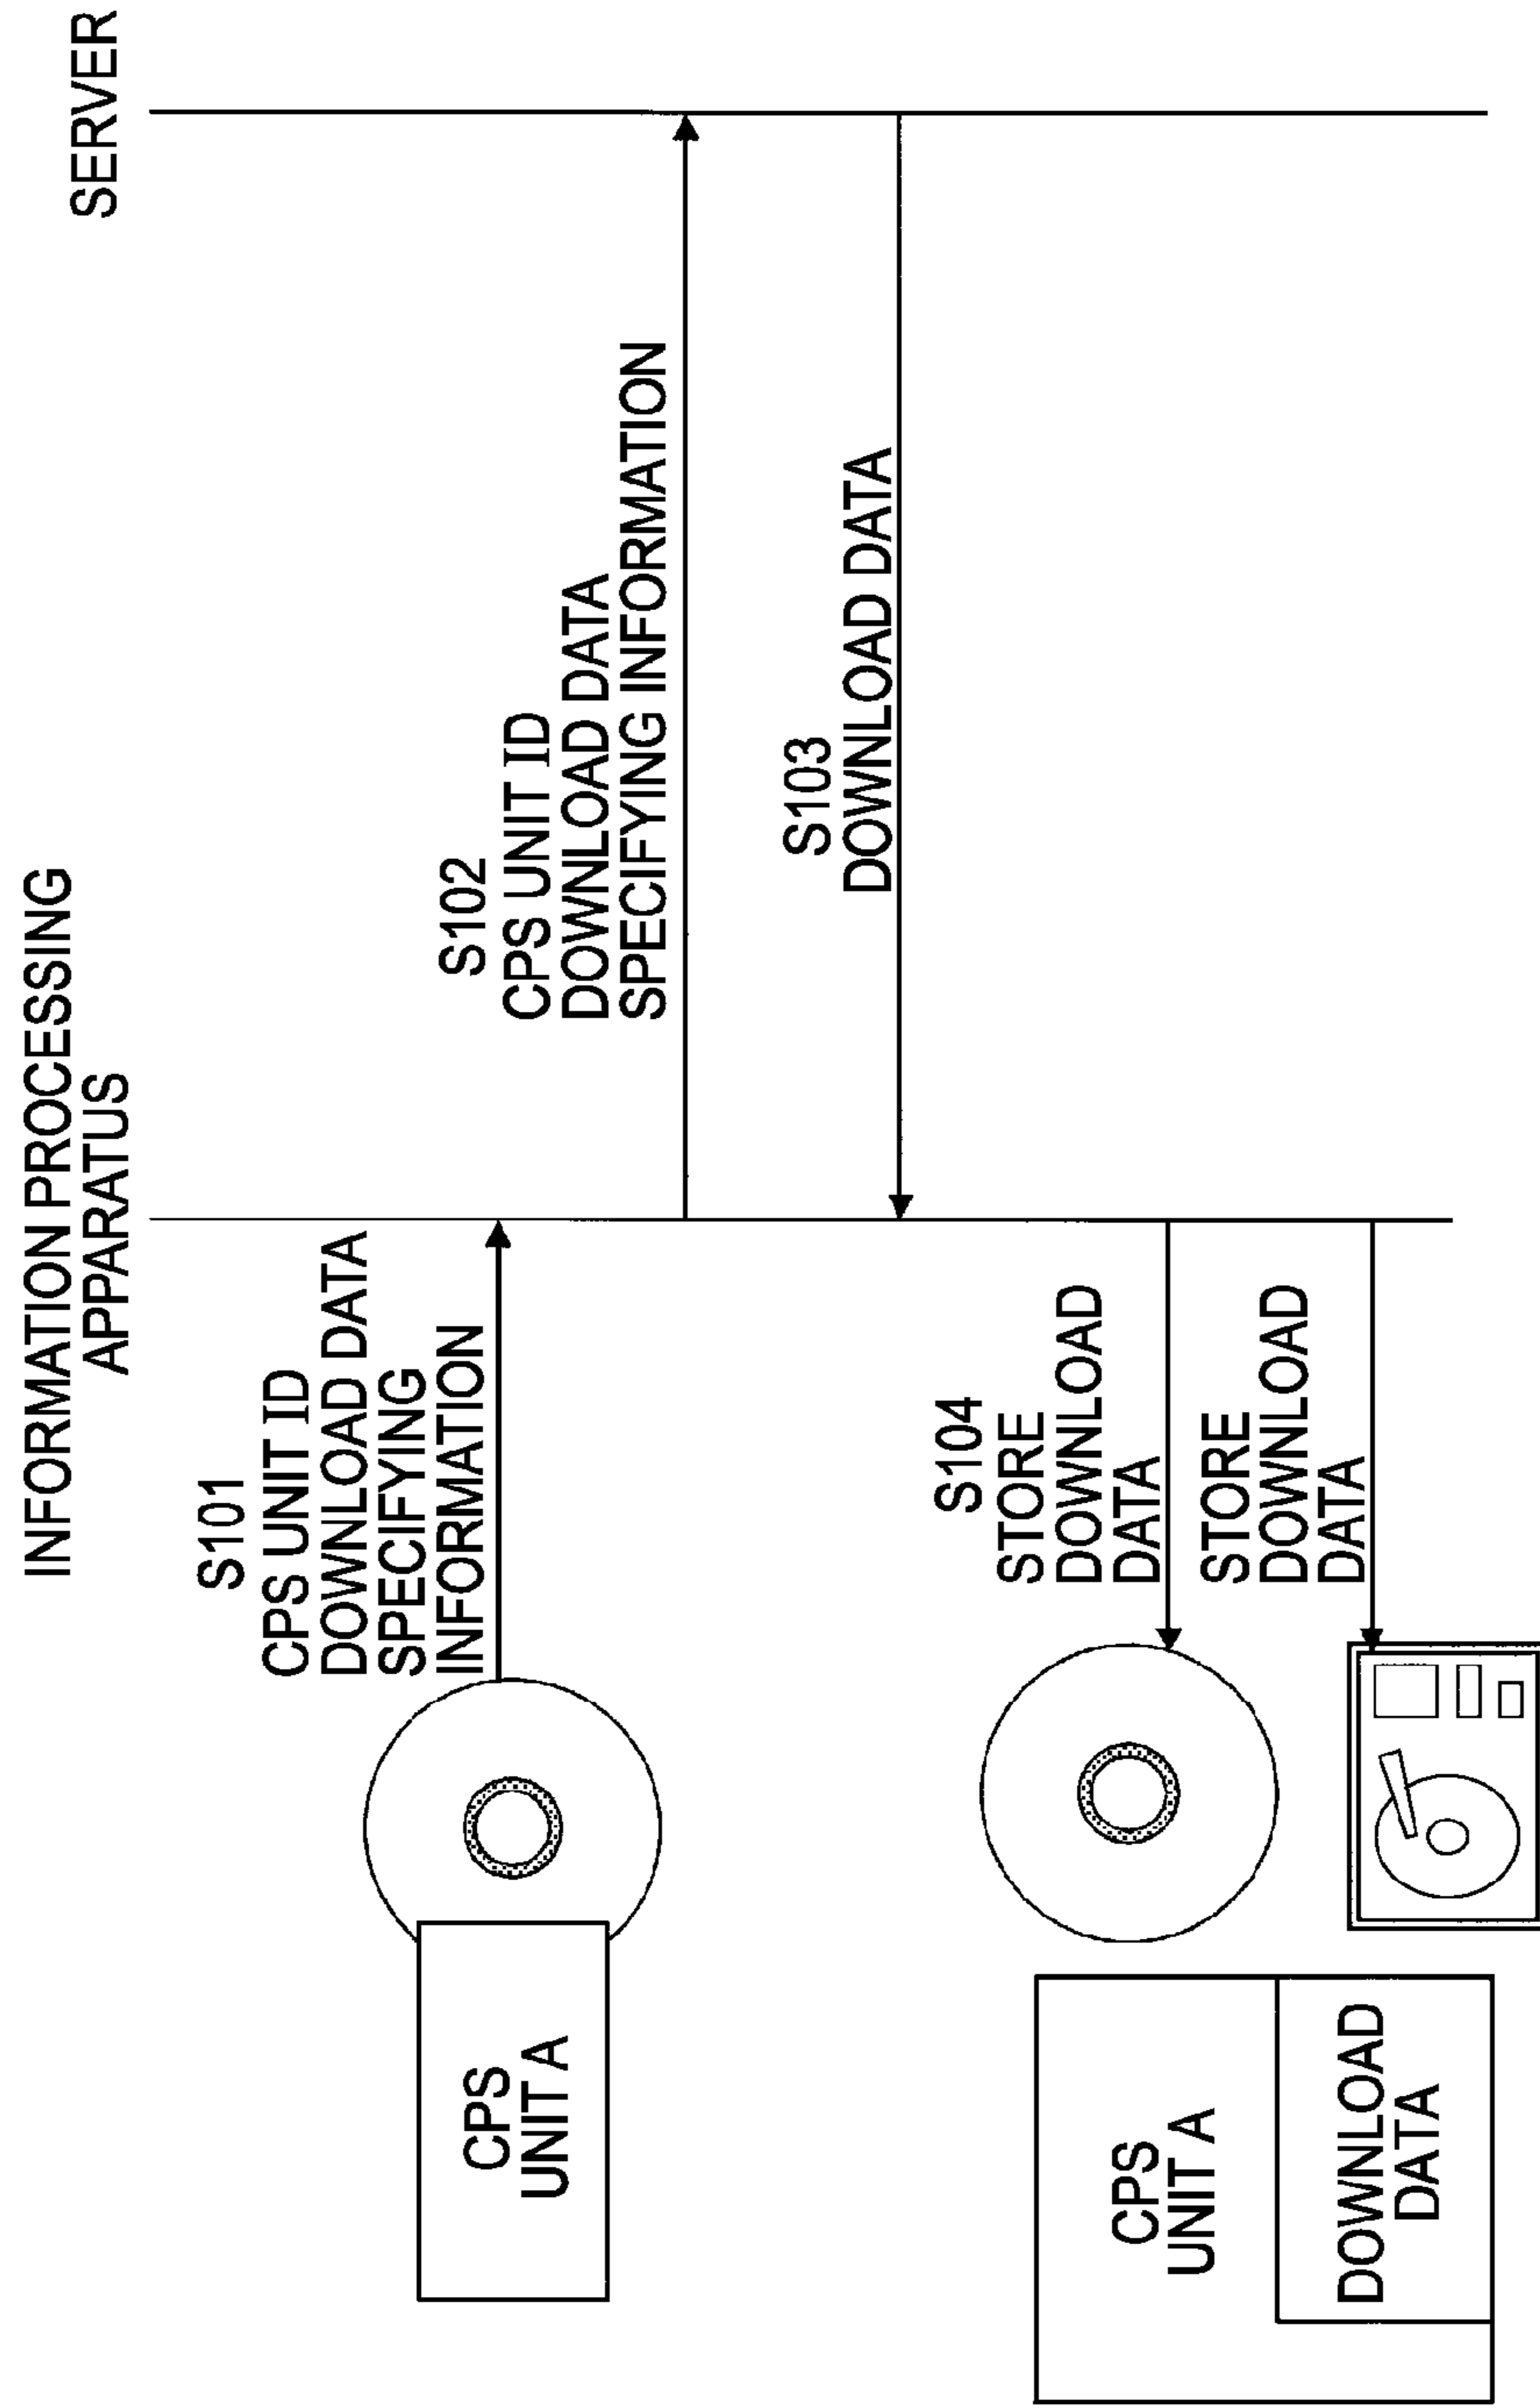 INFORMATION PROCESSING
APPARATUS
SERVER
S101
CPS UNIT ID
DOWNLOAD DATA
SPECIFYING
INFORMATION
CPS
UNIT A
S102
CPS UNIT ID
DOWNLOAD DATA
SPECIFYING INFORMATION
S103
DOWNLOAD DATA
S104
STORE
DOWNLOAD
DATA
STORE
DOWNLOAD
DATA
CPS
UNIT A
DOWNLOAD
DATA